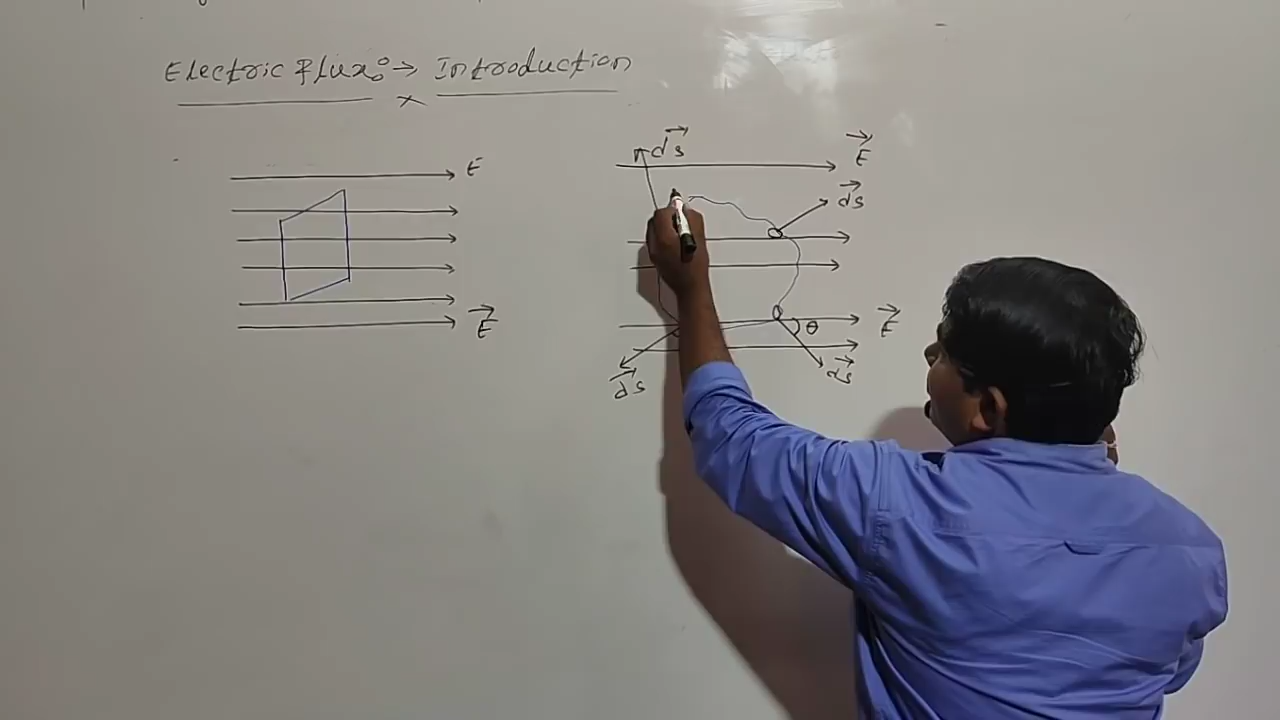 Electric Flux:→ Introduction
×
E
E⃗
ds⃗
E⃗
ds⃗
E⃗
θ
ds⃗
ds⃗